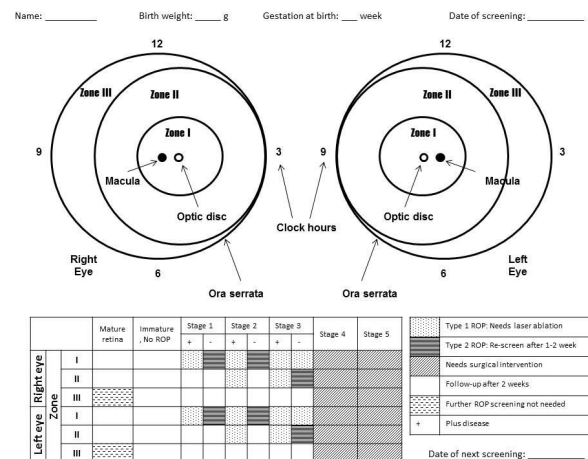 Name: _______ Birth weight: _____ g Gestation at birth: ___ week Date of screening: __________
12
12
Zone III
Zone II
Zone I
9
3
Macula
Optic disc
Right
Eye
6
Ora serrata
Zone II
Zone III
Zone I
9
3
Macula
Optic disc
Clock hours
Left
Eye
6
Ora serrata
Mature retina Immature , No ROP Stage 1 Stage 2 Stage 3 Stage 4 Stage 5
+ - + - + -
Right eye
Zone
I
II
III
Left eye
I
II
III
Type 1 ROP: Needs laser ablation
Type 2 ROP: Re-screen after 1-2 week
Needs surgical intervention
Follow-up after 2 weeks
Further ROP screening not needed
+ Plus disease
Date of next screening: __________